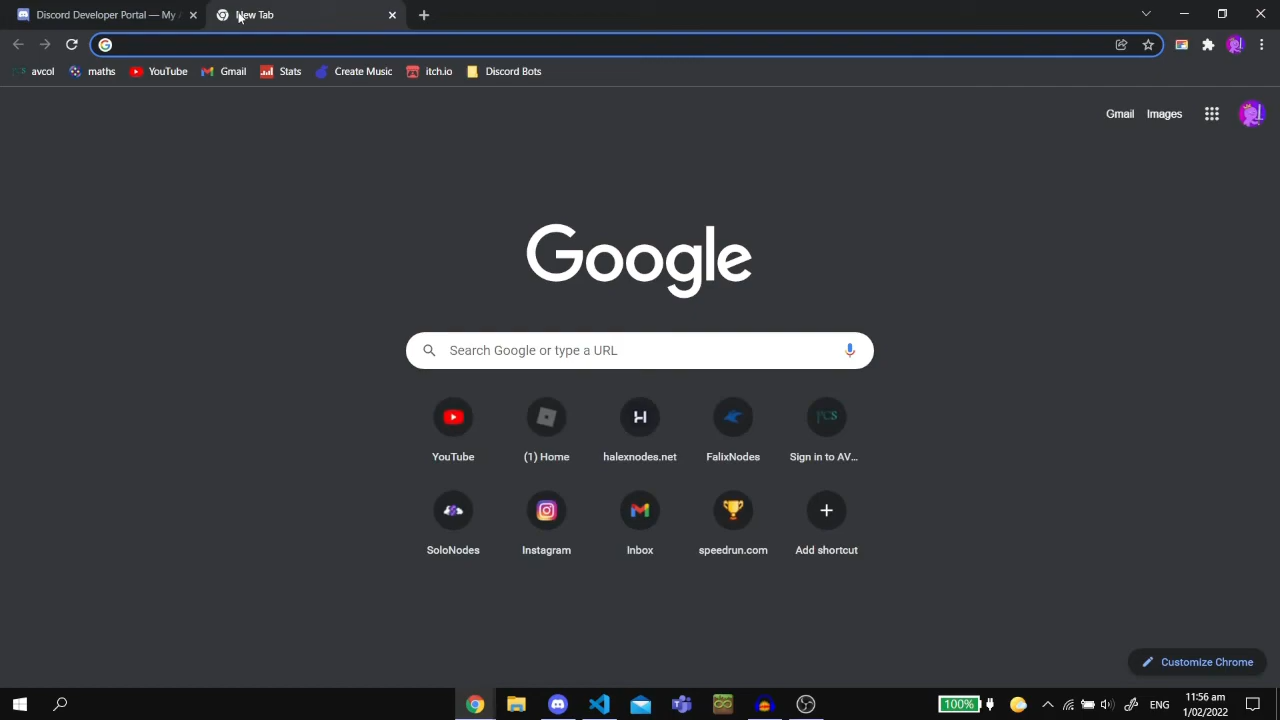 Discord Developer Portal — My
New Tab
avcol
maths
YouTube
Gmail
Stats
Create Music
itch.io
Discord Bots
Gmail
Images
Google
Search Google or type a URL
YouTube
(1) Home
halexnodes.net
FalixNodes
Sign in to AV...
SoloNodes
Instagram
Inbox
speedrun.com
Add shortcut
Customize Chrome
100%
ENG
11:56 am
1/02/2022